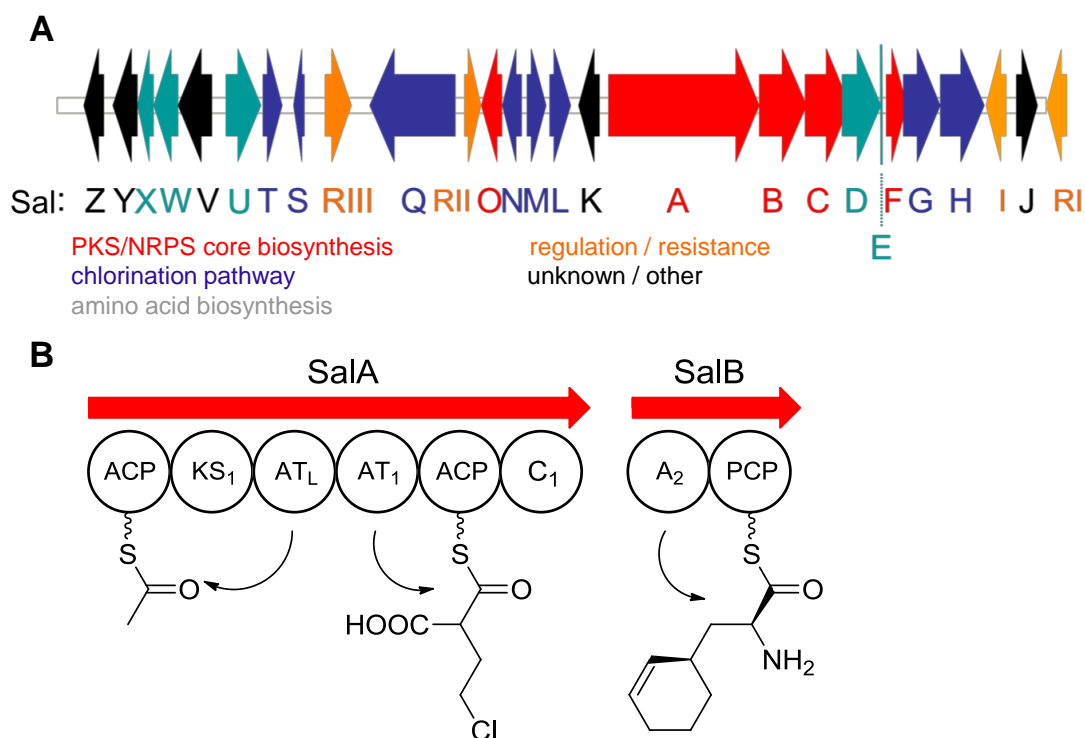 A
Sal: Z Y X W V U T S RIII Q RII O N M L K A B C D F G H I J RI
E
PKS/NRPS core biosynthesis
regulation / resistance
chlorination pathway
unknown / other
amino acid biosynthesis
B
SalA
SalB
ACP KS1 ATL AT1 ACP C1 A2 PCP
S S S
O O O
HOOC
NH2
Cl